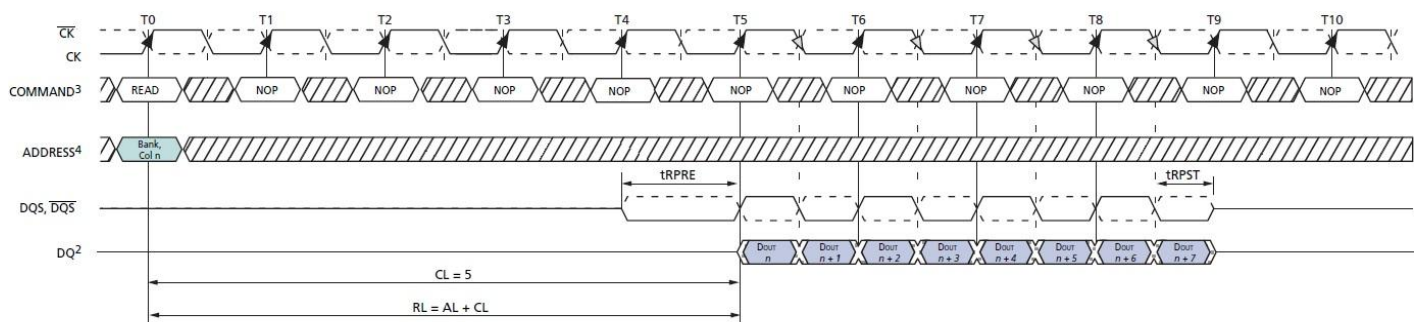 T0 T1 T2 T3 T4 T5 T6 T7 T8 T9 T10
CK
CK
COMMAND³ READ NOP NOP NOP NOP NOP NOP NOP NOP NOP NOP
ADDRESS⁴
Bank,
Col n
tRPRE tRPST
DQS, DQS
DQ²
DOUT DOUT DOUT DOUT DOUT DOUT DOUT DOUT
n n + 1 n + 2 n + 3 n + 4 n + 5 n + 6 n + 7
CL = 5
RL = AL + CL